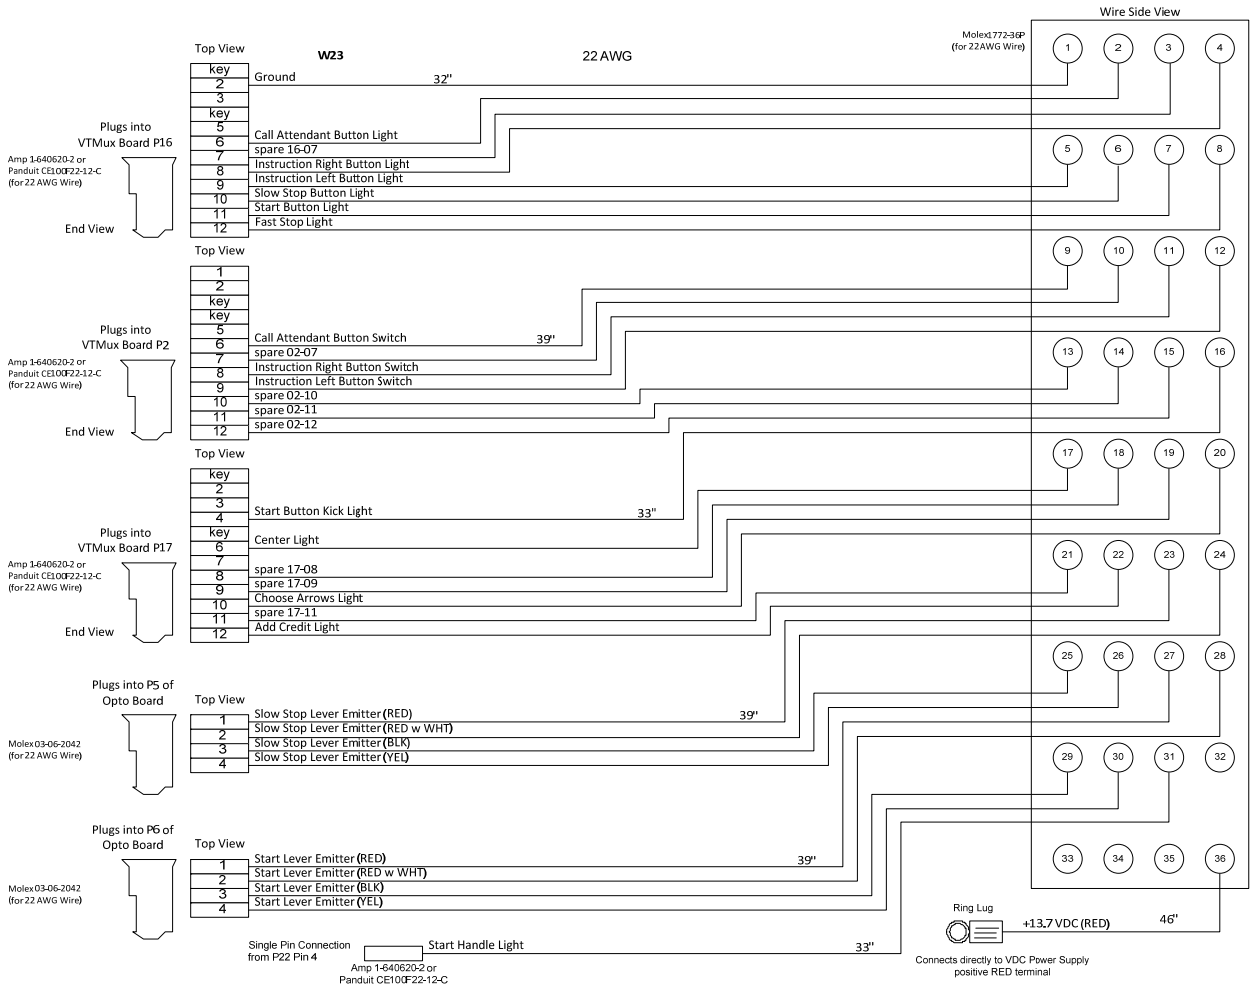 Wire Side View
Molex1772-36P
(for 22AWG Wire)
W23
22 AWG
1 2 3 4
5 6 7 8
9 10 11 12
13 14 15 16
17 18 19 20
21 22 23 24
25 26 27 28
29 30 31 32
33 34 35 36
Top View
key
2
Ground
32"
3
key
5
6
Call Attendant Button Light
7
spare 16-07
8
Instruction Right Button Light
9
Instruction Left Button Light
10
Slow Stop Button Light
11
Start Button Light
12
Fast Stop Light
Plugs into
VTMux Board P16
Amp 1-640620-2 or
Panduit CE100F22-12-C
(for 22 AWG Wire)
End View
Top View
1
2
key
key
5
6
Call Attendant Button Switch
39"
7
spare 02-07
8
Instruction Right Button Switch
9
Instruction Left Button Switch
10
spare 02-10
11
spare 02-11
12
spare 02-12
Plugs into
VTMux Board P2
Amp 1-640620-2 or
Panduit CE100F22-12-C
(for 22 AWG Wire)
End View
Top View
key
2
3
4
Start Button Kick Light
33"
key
6
Center Light
7
8
spare 17-08
9
spare 17-09
10
Choose Arrows Light
11
spare 17-11
12
Add Credit Light
Plugs into
VTMux Board P17
Amp 1-640620-2 or
Panduit CE100F22-12-C
(for 22 AWG Wire)
End View
Plugs into P5 of
Opto Board
Top View
Molex 03-06-2042
(for 22 AWG Wire)
1
Slow Stop Lever Emitter (RED)
39"
2
Slow Stop Lever Emitter (RED w WHT)
3
Slow Stop Lever Emitter (BLK)
4
Slow Stop Lever Emitter (YEL)
Plugs into P6 of
Opto Board
Top View
Molex 03-06-2042
(for 22 AWG Wire)
1
Start Lever Emitter (RED)
39"
2
Start Lever Emitter (RED w WHT)
3
Start Lever Emitter (BLK)
4
Start Lever Emitter (YEL)
Single Pin Connection
from P22 Pin 4
Start Handle Light
33"
Amp 1-640620-2 or
Panduit CE100F22-12-C
Ring Lug
+13.7 VDC (RED)
46"
Connects directly to VDC Power Supply
positive RED terminal